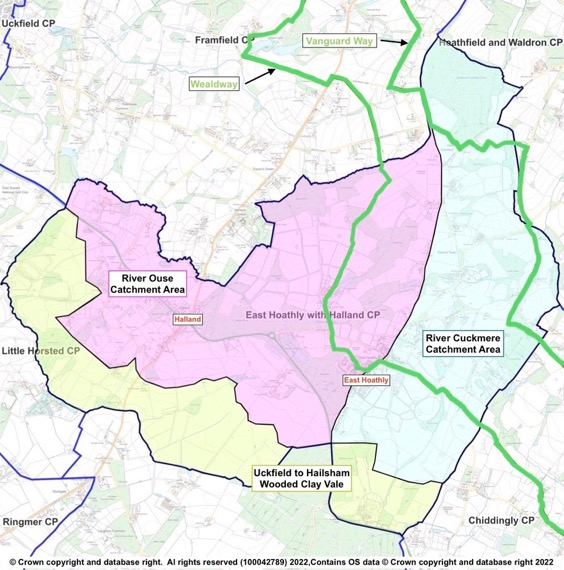 Uckfield CP
Framfield CP
Vanguard Way
Heathfield and Waldron CP
Wealdway
River Ouse
Catchment Area
East Hoathly with Halland CP
Halland
River Cuckmere
Catchment Area
Little Horsted CP
East Hoathly
Uckfield to Hailsham
Wooded Clay Vale
Ringmer CP
Chiddingly CP
© Crown copyright and database right. All rights reserved (100042789) 2022,Contains OS data © Crown copyright and database right 2022